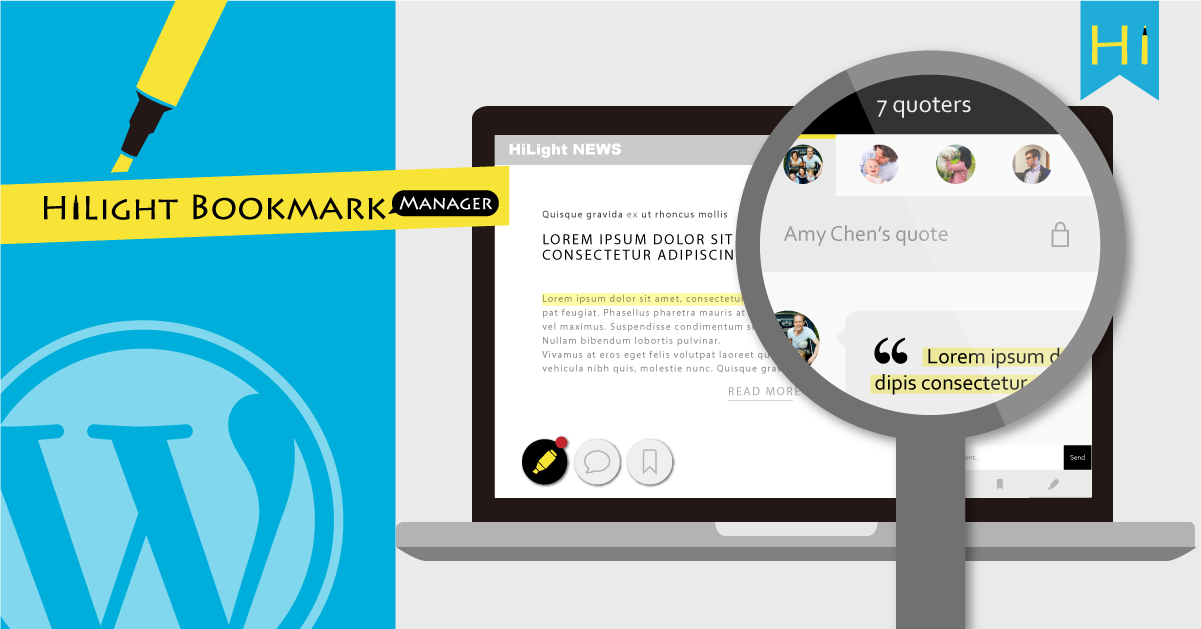 Hi
HiLight Bookmark
Manager
HiLight NEWS
Quisque gravida ex ut rhoncus mollis
LOREM IPSUM DOLOR SIT
CONSECTETUR ADIPISCIN
Lorem ipsum dolor sit amet, consectetur
pat feugiat. Phasellus pharetra mauris at
vel maximus. Suspendisse condimentum
Nullam bibendum lobortis pulvinar.
Vivamus at eros eget felis volutpat laoreet
vehicula nibh quis, molestie nunc. Quisque
READ MORE
7 quoters
Amy Chen's quote
“ Lorem ipsum
dipis consectetur
Send